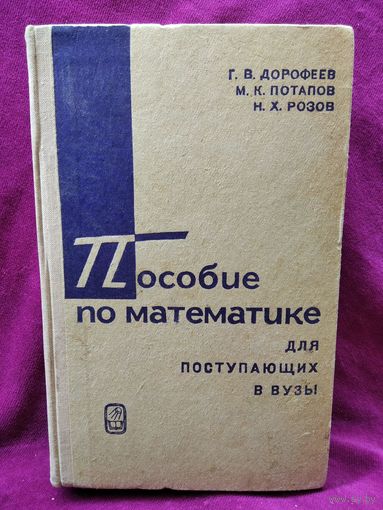 Г. В. ДОРОФЕЕВ
М. К. ПОТАПОВ
Н. Х. РОЗОВ
Пособие
по математике
для
поступающих
в вузы